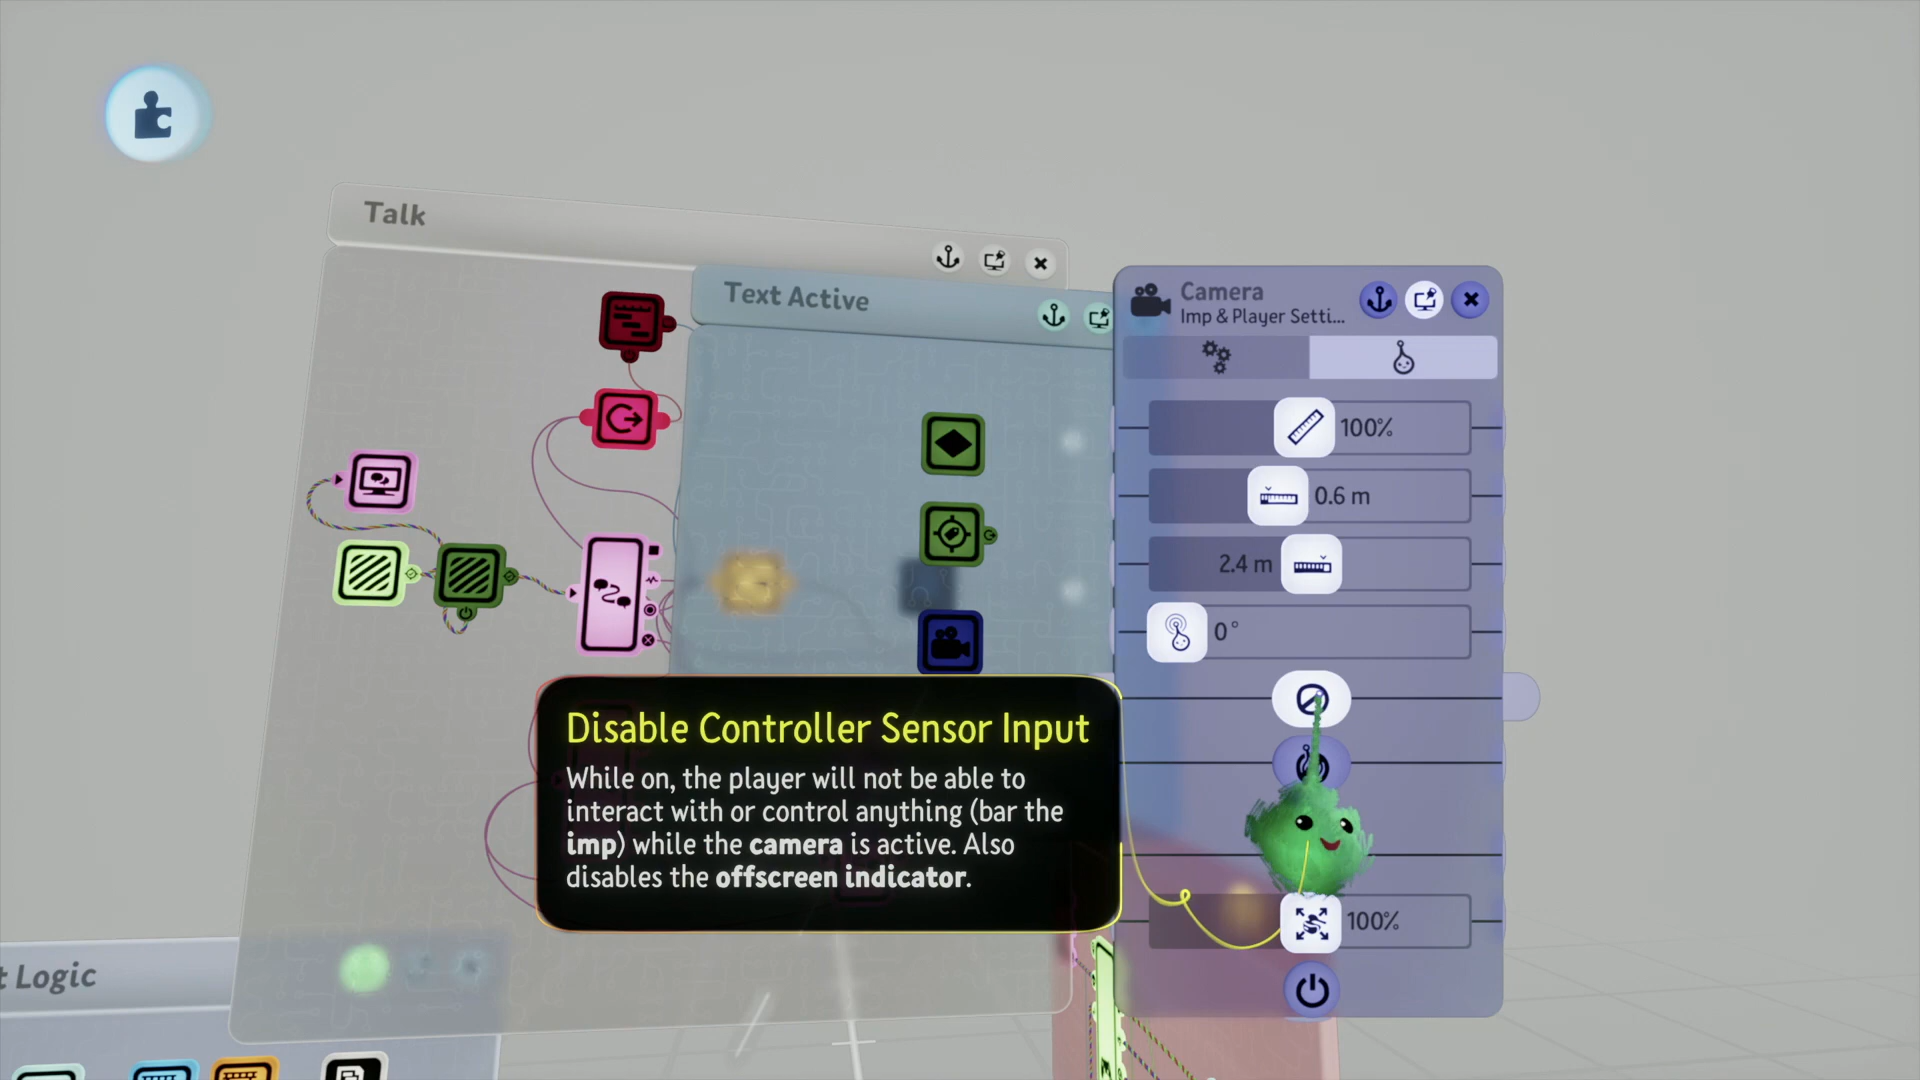 Talk
Text Active
Camera
Imp & Player Setti...
100%
0.6 m
2.4 m
0°
Disable Controller Sensor Input
While on, the player will not be able to
interact with or control anything (bar the
imp) while the camera is active. Also
disables the offscreen indicator.
100%
t Logic